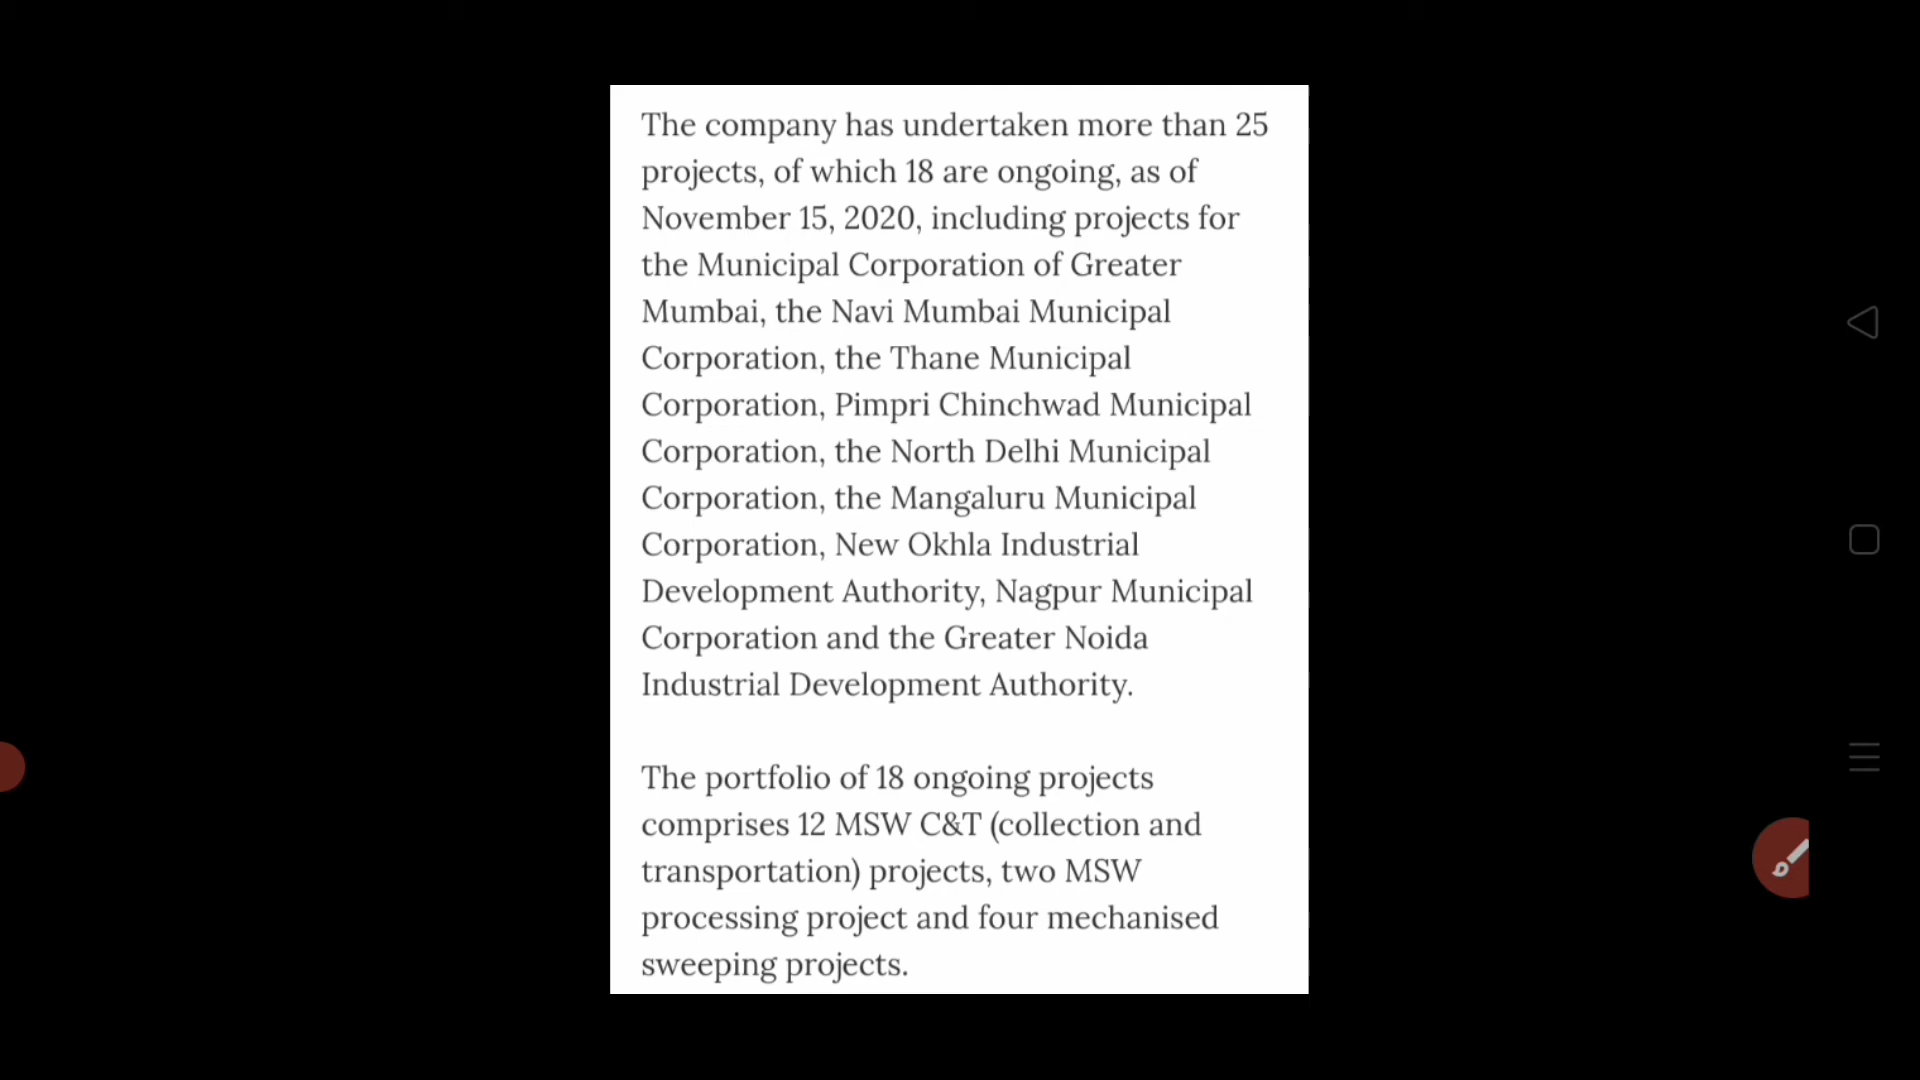 The company has undertaken more than 25
projects, of which 18 are ongoing, as of
November 15, 2020, including projects for
the Municipal Corporation of Greater
Mumbai, the Navi Mumbai Municipal
Corporation, the Thane Municipal
Corporation, Pimpri Chinchwad Municipal
Corporation, the North Delhi Municipal
Corporation, the Mangaluru Municipal
Corporation, New Okhla Industrial
Development Authority, Nagpur Municipal
Corporation and the Greater Noida
Industrial Development Authority.
The portfolio of 18 ongoing projects
comprises 12 MSW C&T (collection and
transportation) projects, two MSW
processing project and four mechanised
sweeping projects.